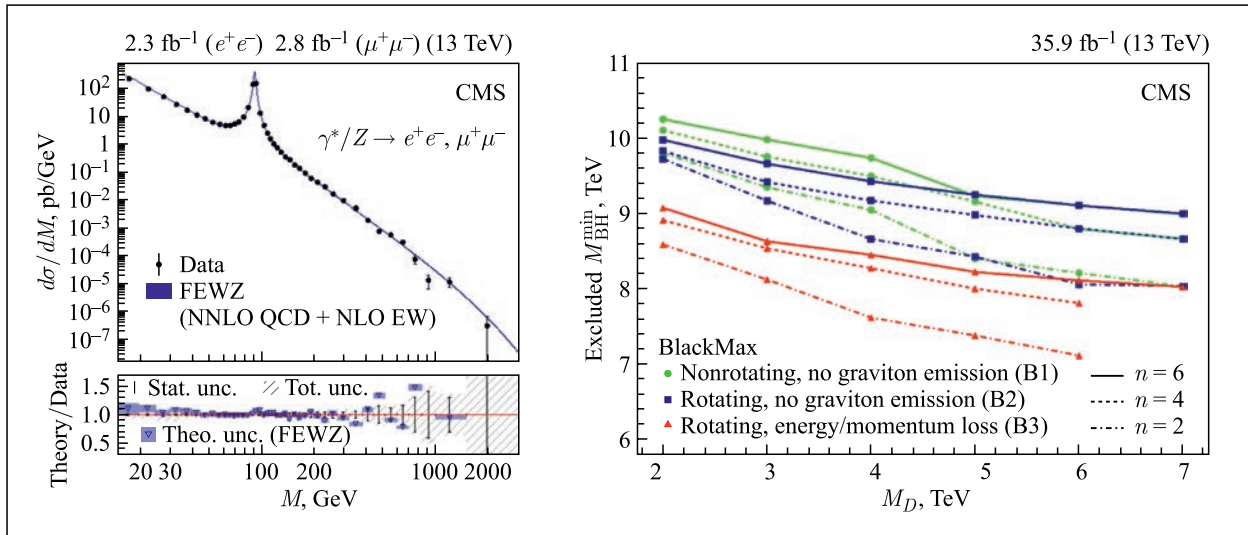 2.3 fb⁻¹ (e⁺e⁻) 2.8 fb⁻¹ (μ⁺μ⁻) (13 TeV)
CMS
γ*/Z → e⁺e⁻, μ⁺μ⁻
dσ/dM, pb/GeV
10²
10
1
10⁻¹
10⁻²
10⁻³
10⁻⁴
10⁻⁵
10⁻⁶
10⁻⁷
Data
FEWZ
(NNLO QCD + NLO EW)
Theory/Data
1.5
1.0
0.5
Stat. unc. Tot. unc.
Theo. unc. (FEWZ)
20 30 100 200 1000 2000
M, GeV
35.9 fb⁻¹ (13 TeV)
CMS
Excluded M_BH^min, TeV
11
10
9
8
7
6
BlackMax
Nonrotating, no graviton emission (B1) n = 6
Rotating, no graviton emission (B2) n = 4
Rotating, energy/momentum loss (B3) n = 2
2 3 4 5 6 7
M_D, TeV